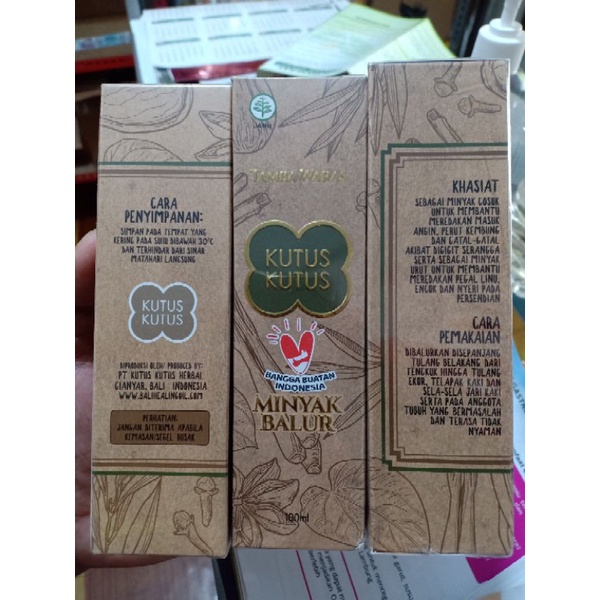 CARA
PENYIMPANAN:
SIMPAN PADA TEMPAT YANG
KERING PADA SUHU DIBAWAH 30°C
DAN TERHINDAR DARI SINAR
MATAHARI LANGSUNG
KUTUS
KUTUS
DIPRODUKSI OLEH/ PRODUCED BY:
PT KUTUS KUTUS HERBAL
GIANYAR, BALI INDONESIA
WWW.BALIHEALINGOIL.COM
PERHATIAN:
JANGAN DITERIMA APABILA
KEMASAN/SEGEL RUSAK
JAMU
TAMBA WARAS
KUTUS
KUTUS
BANGGA BUATAN
INDONESIA
MINYAK
BALUR
100ml
KHASIAT
SEBAGAI MINYAK GOSOK
UNTUK MEMBANTU
MEREDAKAN MASUK
ANGIN, PERUT KEMBUNG
DAN GATAL-GATAL
AKIBAT DIGIGIT SERANGGA
SERTA SEBAGAI MINYAK
URUT UNTUK MEMBANTU
MEREDAKAN PEGAL LINU,
ENCOK DAN NYERI PADA
PERSENDIAN
CARA
PEMAKAIAN
DIBALURKAN DISEPANJANG
TULANG BELAKANG DARI
TENGKUK HINGGA TULANG
EKOR, TELAPAK KAKI DAN
SELA-SELA JARI KAKI
SERTA PADA ANGGOTA
TUBUH YANG BERMASALAH
DAN TERASA TIDAK
NYAMAN